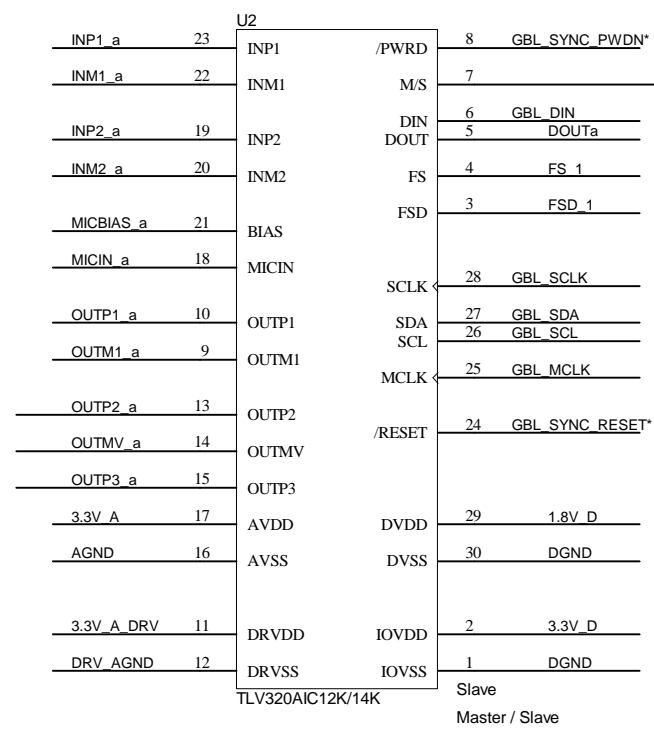 U2
INP1_a 23 INP1 /PWRD 8 GBL_SYNC_PWDN*
INM1_a 22 INM1 M/S 7
DIN 6 GBL_DIN
INP2_a 19 INP2 DOUT 5 DOUTa
INM2_a 20 INM2 FS 4 FS_1
FSD 3 FSD_1
MICBIAS_a 21 BIAS
MICIN_a 18 MICIN
SCLK 28 GBL_SCLK
OUTP1_a 10 OUTP1 SDA 27 GBL_SDA
SCL 26 GBL_SCL
OUTM1_a 9 OUTM1
MCLK 25 GBL_MCLK
OUTP2_a 13 OUTP2
/RESET 24 GBL_SYNC_RESET*
OUTMV_a 14 OUTMV
OUTP3_a 15 OUTP3
3.3V_A 17 AVDD DVDD 29 1.8V_D
AGND 16 AVSS DVSS 30 DGND
3.3V_A_DRV 11 DRVDD IOVDD 2 3.3V_D
DRV_AGND 12 DRVSS IOVSS 1 DGND
TLV320AIC12K/14K
Slave
Master / Slave